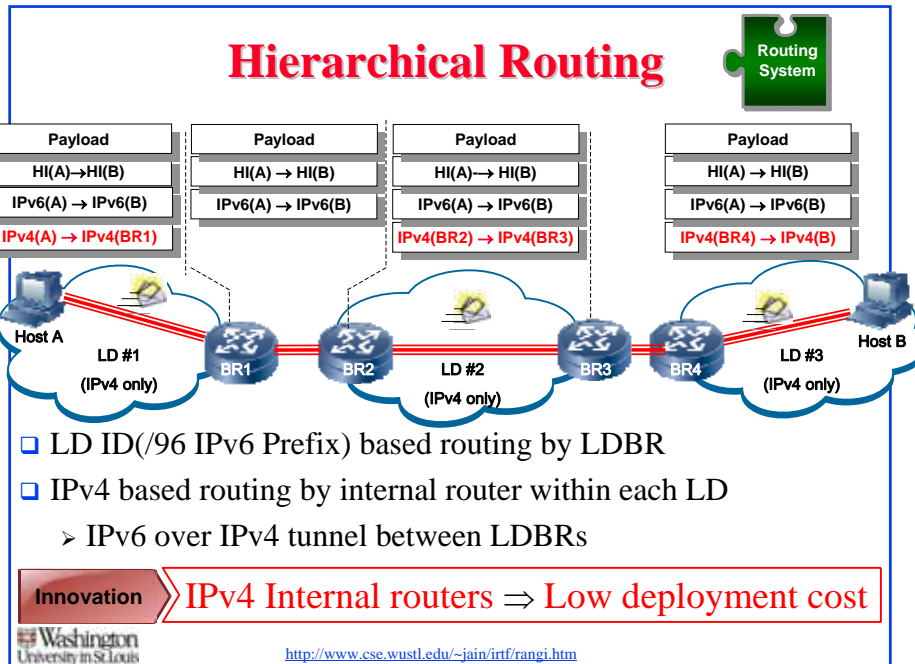 Hierarchical Routing
Routing
System
Payload
HI(A)→HI(B)
IPv6(A) → IPv6(B)
IPv4(A) → IPv4(BR1)
Payload
HI(A) → HI(B)
IPv6(A) → IPv6(B)
Payload
HI(A)-→ HI(B)
IPv6(A) → IPv6(B)
IPv4(BR2) → IPv4(BR3)
Payload
HI(A) → HI(B)
IPv6(A) → IPv6(B)
IPv4(BR4) → IPv4(B)
Host A
LD #1
(IPv4 only)
BR1
BR2
LD #2
(IPv4 only)
BR3
BR4
LD #3
(IPv4 only)
Host B
❑ LD ID(/96 IPv6 Prefix) based routing by LDBR
❑ IPv4 based routing by internal router within each LD
➢ IPv6 over IPv4 tunnel between LDBRs
Innovation
IPv4 Internal routers ⇒ Low deployment cost
Washington
University in St. Louis
http://www.cse.wustl.edu/~jain/irtf/rangi.htm